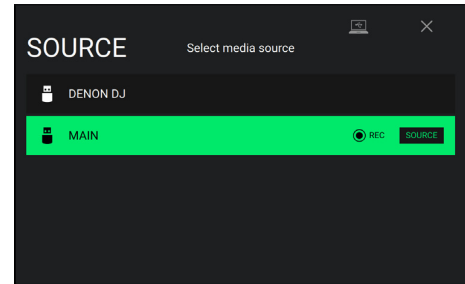 SOURCE
Select media source
DENON DJ
MAIN
REC
SOURCE